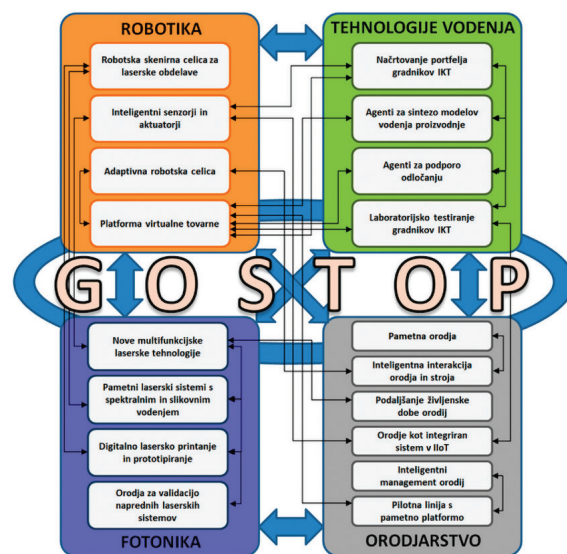 ROBOTIKA
Robotska skenirna celica za
laserske obdelave
Inteligentni senzorji in
aktuatorji
Adaptivna robotska celica
Platforma virtualne tovarne
TEHNOLOGIJE VODENJA
Načrtovanje portfelja
gradnikov IKT
Agenti za sintezo modelov
vodenja proizvodnje
Agenti za podporo
odločanju
Laboratorijsko testiranje
gradnikov IKT
G O S T O P
Nove multifunkcijske
laserske tehnologije
Pametni laserski sistemi s
spektralnim in slikovnim
vodenjem
Digitalno lasersko printanje
in prototipiranje
Orodja za validacijo
naprednih laserskih
sistemov
FOTONIKA
Pametna orodja
Inteligentna interakcija
orodja in stroja
Podaljšanje življenske
dobe orodij
Orodje kot integriran
sistem v IIoT
Inteligentni
management orodij
Pilotna linija s
pametno platformo
ORODJARSTVO